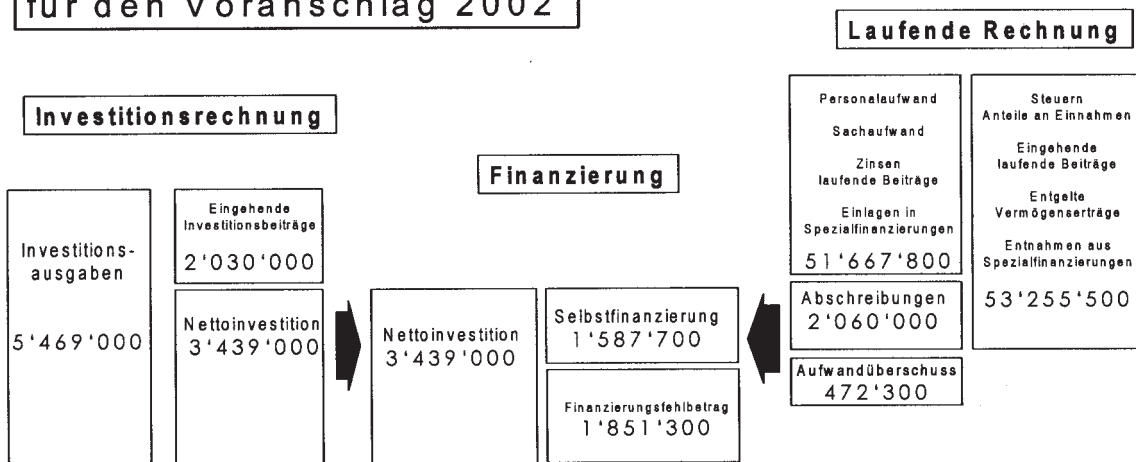 für den Voranschlag 2002
Laufende Rechnung
Investitionsrechnung
Finanzierung
Investitions-
ausgaben
5'469'000
Eingehende
Investitionsbeiträge
2'030'000
Nettoinvestition
3'439'000
Nettoinvestition
3'439'000
Selbstfinanzierung
1'587'700
Finanzierungsfehlbetrag
1'851'300
Personalaufwand
Sachaufwand
Zinsen
laufende Beiträge
Einlagen in
Spezialfinanzierungen
51'667'800
Abschreibungen
2'060'000
Aufwandüberschuss
472'300
Steuern
Anteile an Einnahmen
Eingehende
laufende Beiträge
Entgelte
Vermögenserträge
Entnahmen aus
Spezialfinanzierungen
53'255'500